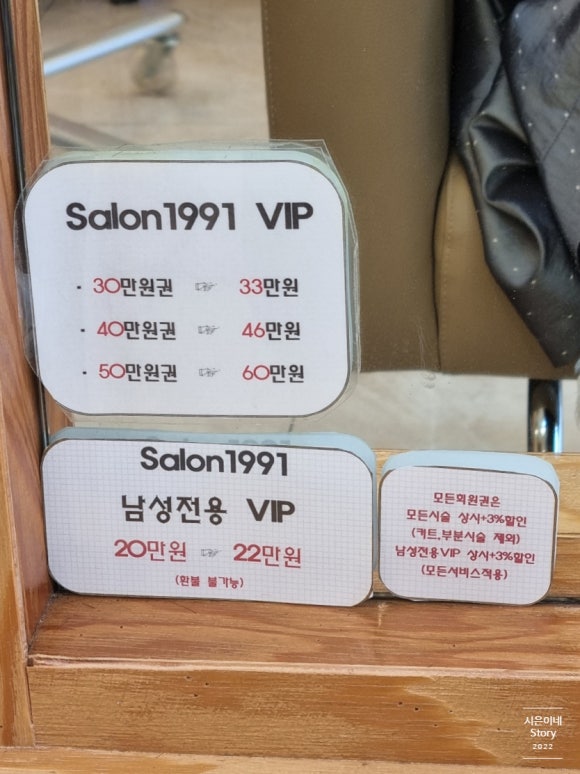 Salon1991 VIP
· 30만원권 ☞ 33만원
· 40만원권 ☞ 46만원
· 50만원권 ☞ 60만원
Salon1991
남성전용 VIP
20만원 ☞ 22만원
(환불 불가능)
모든회원권은
모든시술 상시+3%할인
(커트,부분시술 제외)
남성전용VIP 상시+3%할인
(모든서비스적용)
시은이네
Story
2022